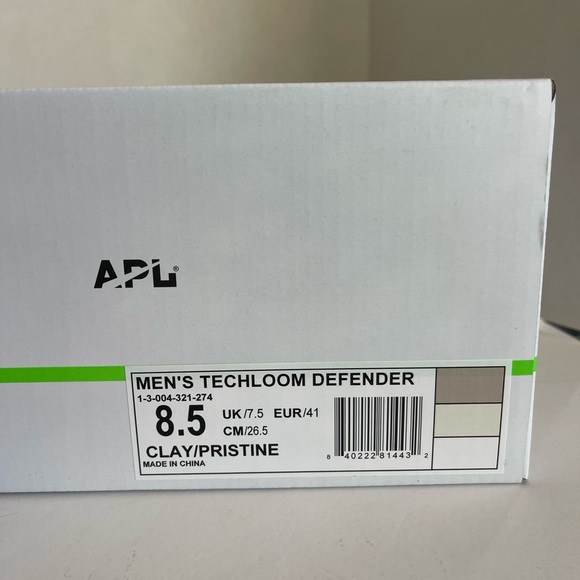 APL®
MEN'S TECHLOOM DEFENDER
1-3-004-321-274
8.5 UK/7.5 EUR/41
CM/26.5
CLAY/PRISTINE
MADE IN CHINA
8 40222 81443 2